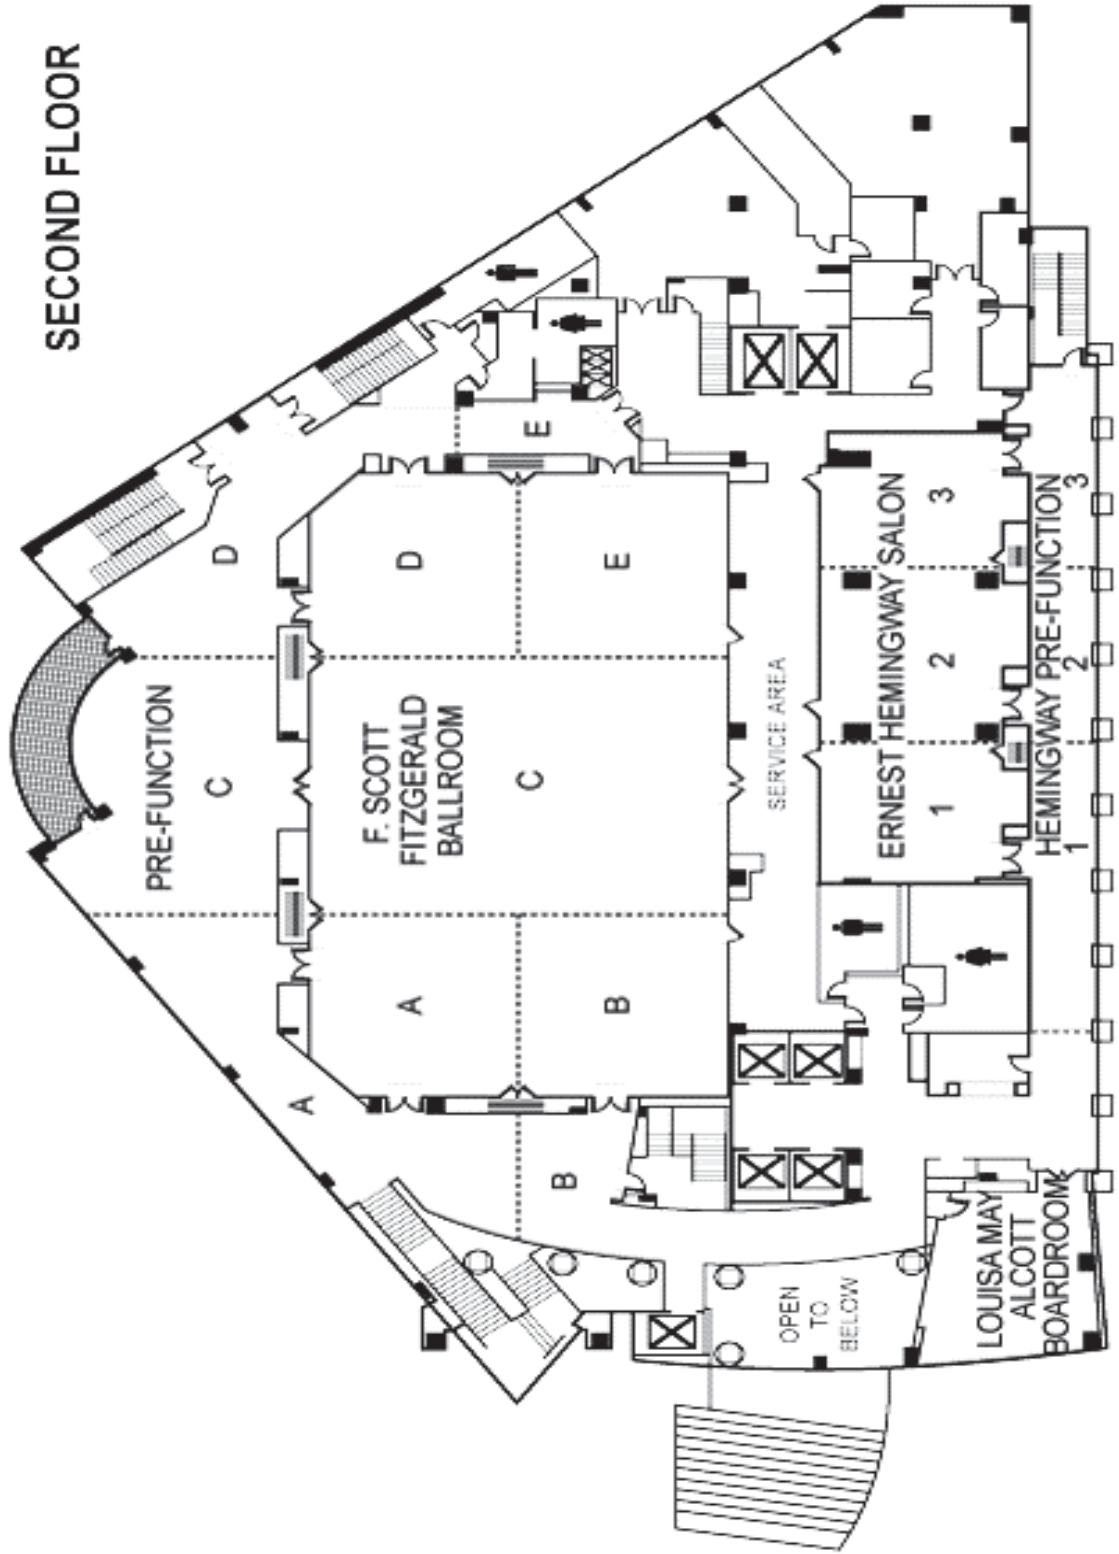 SECOND FLOOR
PRE-FUNCTION
A
B
C
D
E
F. SCOTT
FITZGERALD
BALLROOM
A
B
C
D
E
SERVICE AREA
ERNEST HEMINGWAY SALON
1
2
3
HEMINGWAY PRE-FUNCTION
1
2
3
OPEN
TO
BELOW
LOUISA MAY
ALCOTT
BOARDROOM